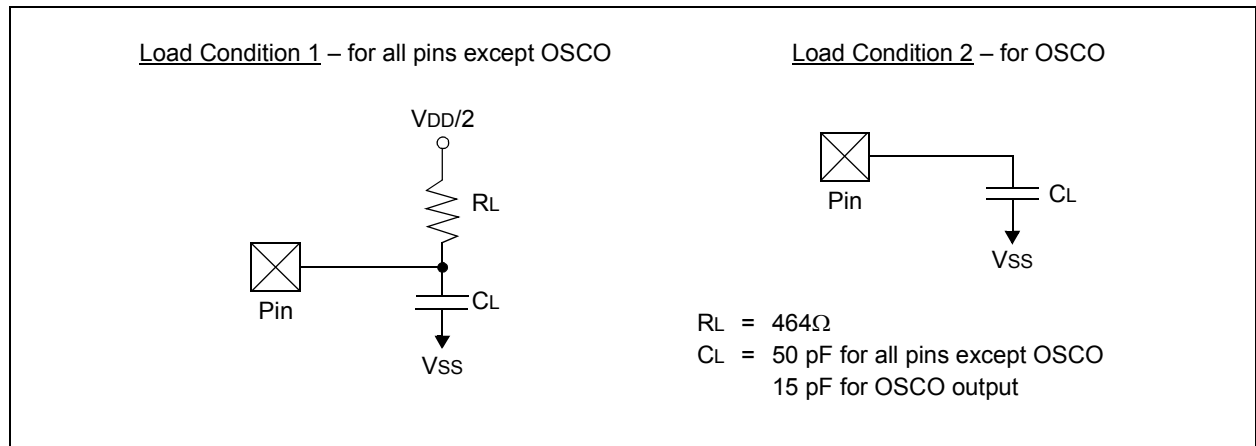 Load Condition 1 – for all pins except OSCO
VDD/2
RL
Pin
CL
VSS
Load Condition 2 – for OSCO
Pin
CL
VSS
RL = 464Ω
CL = 50 pF for all pins except OSCO
15 pF for OSCO output